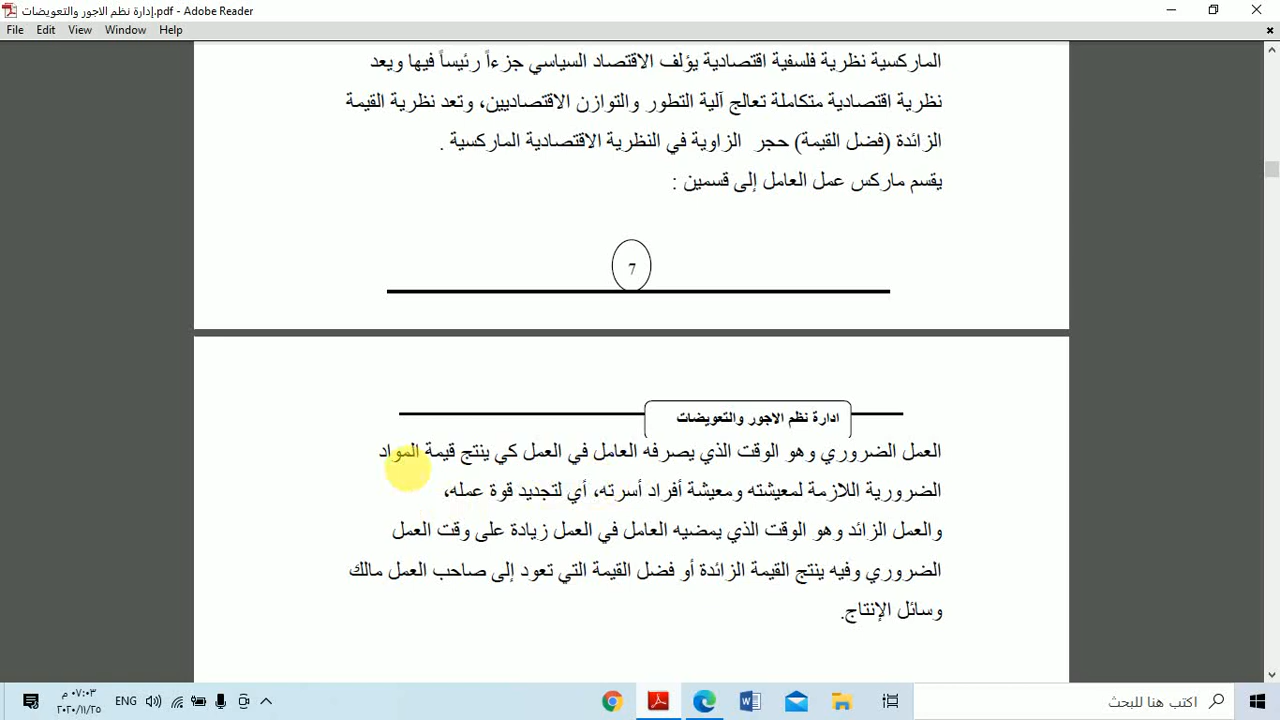 إدارة نظم الاجور والتعويضات.pdf - Adobe Reader
File Edit View Window Help
الماركسية نظرية فلسفية اقتصادية يؤلف الاقتصاد السياسي جزءاً رئيساً فيها ويعد
نظرية اقتصادية متكاملة تعالج آلية التطور والتوازن الاقتصاديين، وتعد نظرية القيمة
الزائدة (فضل القيمة) حجر الزاوية في النظرية الاقتصادية الماركسية .
يقسم ماركس عمل العامل إلى قسمين :
7
ادارة نظم الاجور والتعويضات
العمل الضروري وهو الوقت الذي يصرفه العامل في العمل كي ينتج قيمة المواد
الضرورية اللازمة لمعيشته ومعيشة أفراد أسرته، أي لتجديد قوة عمله،
والعمل الزائد وهو الوقت الذي يمضيه العامل في العمل زيادة على وقت العمل
الضروري وفيه ينتج القيمة الزائدة أو فضل القيمة التي تعود إلى صاحب العمل مالك
وسائل الإنتاج.
اكتب هنا للبحث
ENG
٠٧:٠٣ م
٢٠٢٠/١٢/٢٥